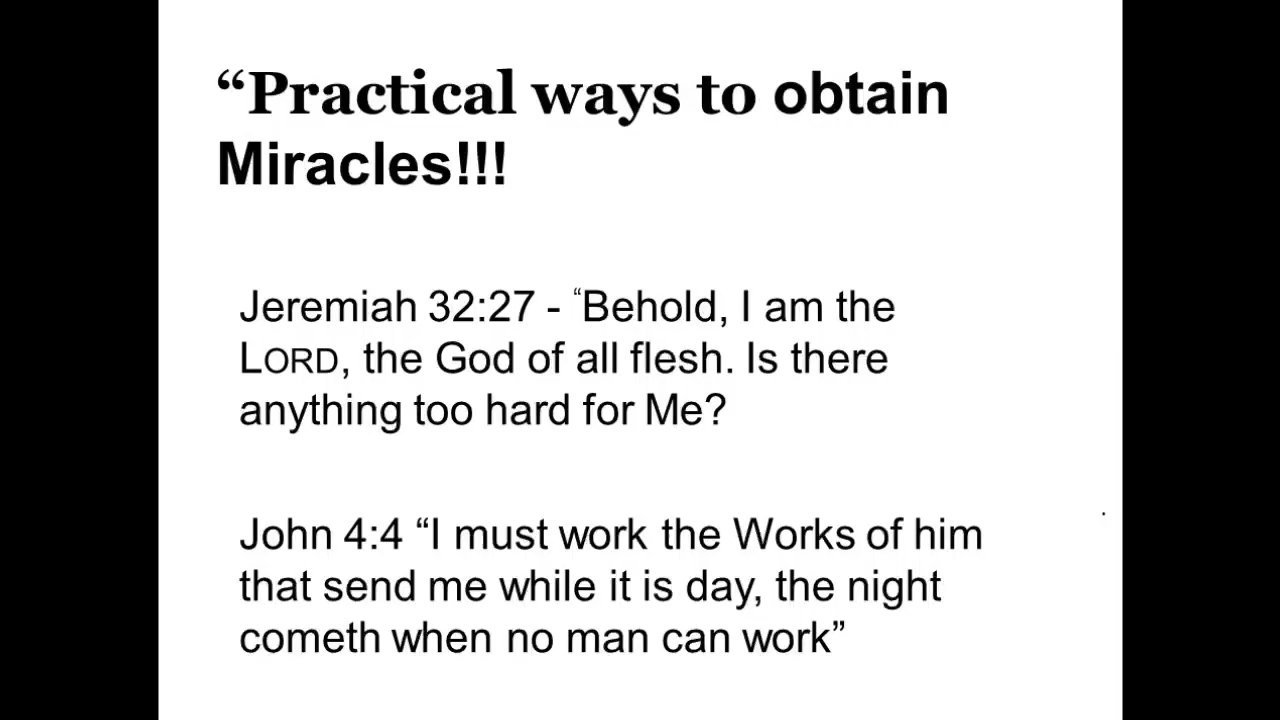 “Practical ways to obtain
Miracles!!!
Jeremiah 32:27 - “Behold, I am the
LORD, the God of all flesh. Is there
anything too hard for Me?
John 4:4 “I must work the Works of him
that send me while it is day, the night
cometh when no man can work”